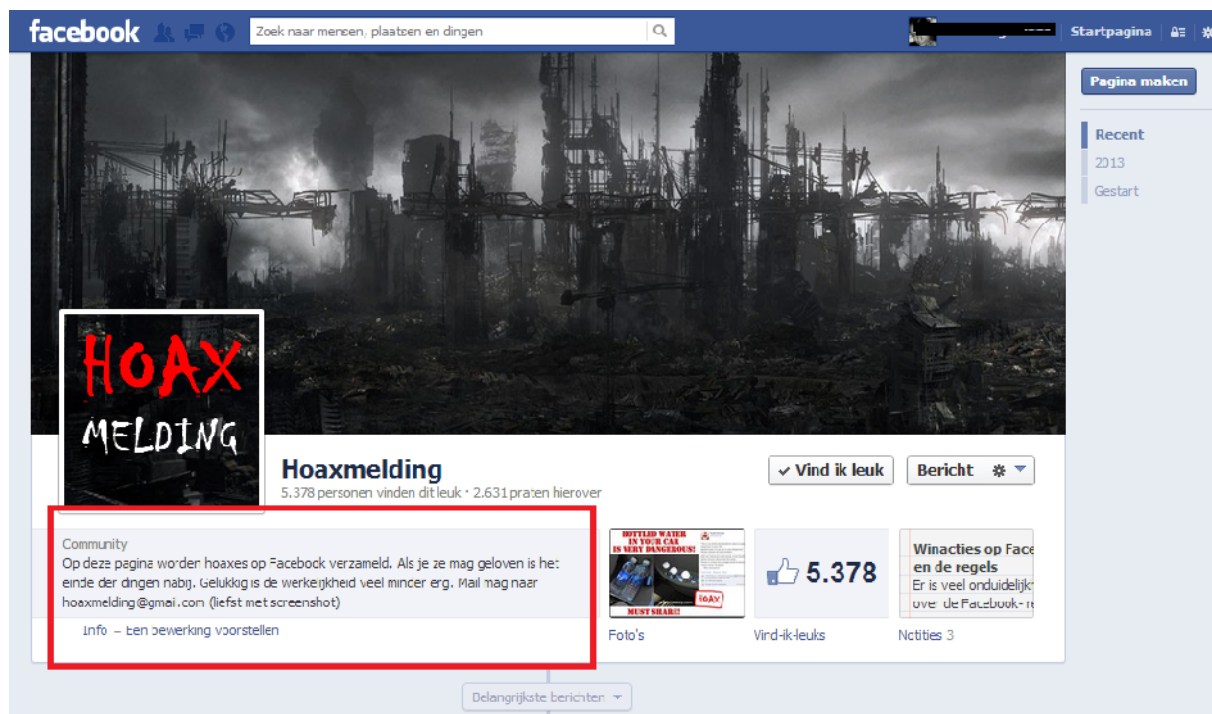 facebook
Zoek naar mensen, plaatsen en dingen
Startpagina
Pagina maken
Recent
2013
Gestart
HOAX
MELDING
Hoaxmelding
5.378 personen vinden dit leuk · 2.631 praten hierover
Vind ik leuk
Bericht
Community
Op deze pagina worden hoaxes op Facebook verzameld. Als je ze mag geloven is het
einde der dingen nabij. Gelukkig is de werkelijkheid veel minder erg. Mail mag naar
hoaxmelding@gmail.com (liefst met screenshot)
Info – Een bewerking voorstellen
BOTTLED WATER
IN YOUR CAR
IS VERY DANGEROUS!
HOAX
MUST SHARE!
Foto's
5.378
Vind-ik-leuks
Winacties op Face
en de regels
Er is veel onduidelijk
over de Facebook-r
Notities 3
Belangrijkste berichten